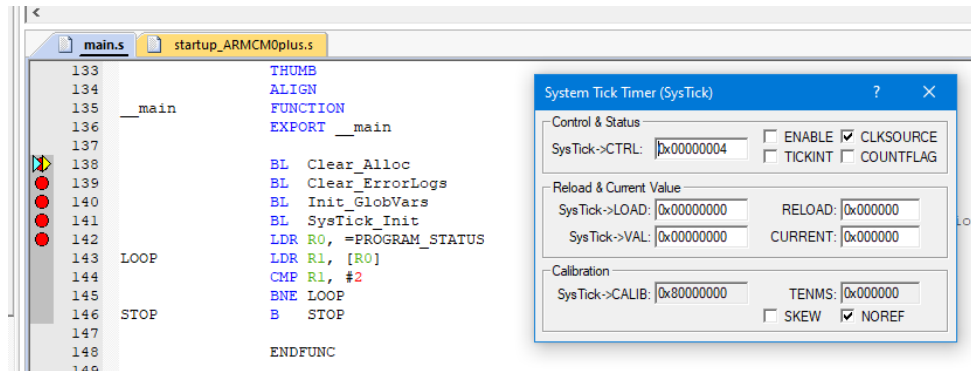 main.s startup_ARMCM0plus.s
133 THUMB
134 ALIGN
135 __main FUNCTION
136 EXPORT __main
137
138 BL Clear_Alloc
139 BL Clear_ErrorLogs
140 BL Init_GlobVars
141 BL SysTick_Init
142 LDR R0, =PROGRAM_STATUS
143 LOOP LDR R1, [R0]
144 CMP R1, #2
145 BNE LOOP
146 STOP B STOP
147
148 ENDFUNC
149
System Tick Timer (SysTick) ? ×
Control & Status
SysTick->CTRL: 0x00000004 ENABLE CLKSOURCE
TICKINT COUNTFLAG
Reload & Current Value
SysTick->LOAD: 0x00000000 RELOAD: 0x000000
SysTick->VAL: 0x00000000 CURRENT: 0x000000
Calibration
SysTick->CALIB: 0x80000000 TENMS: 0x000000
SKEW NOREF